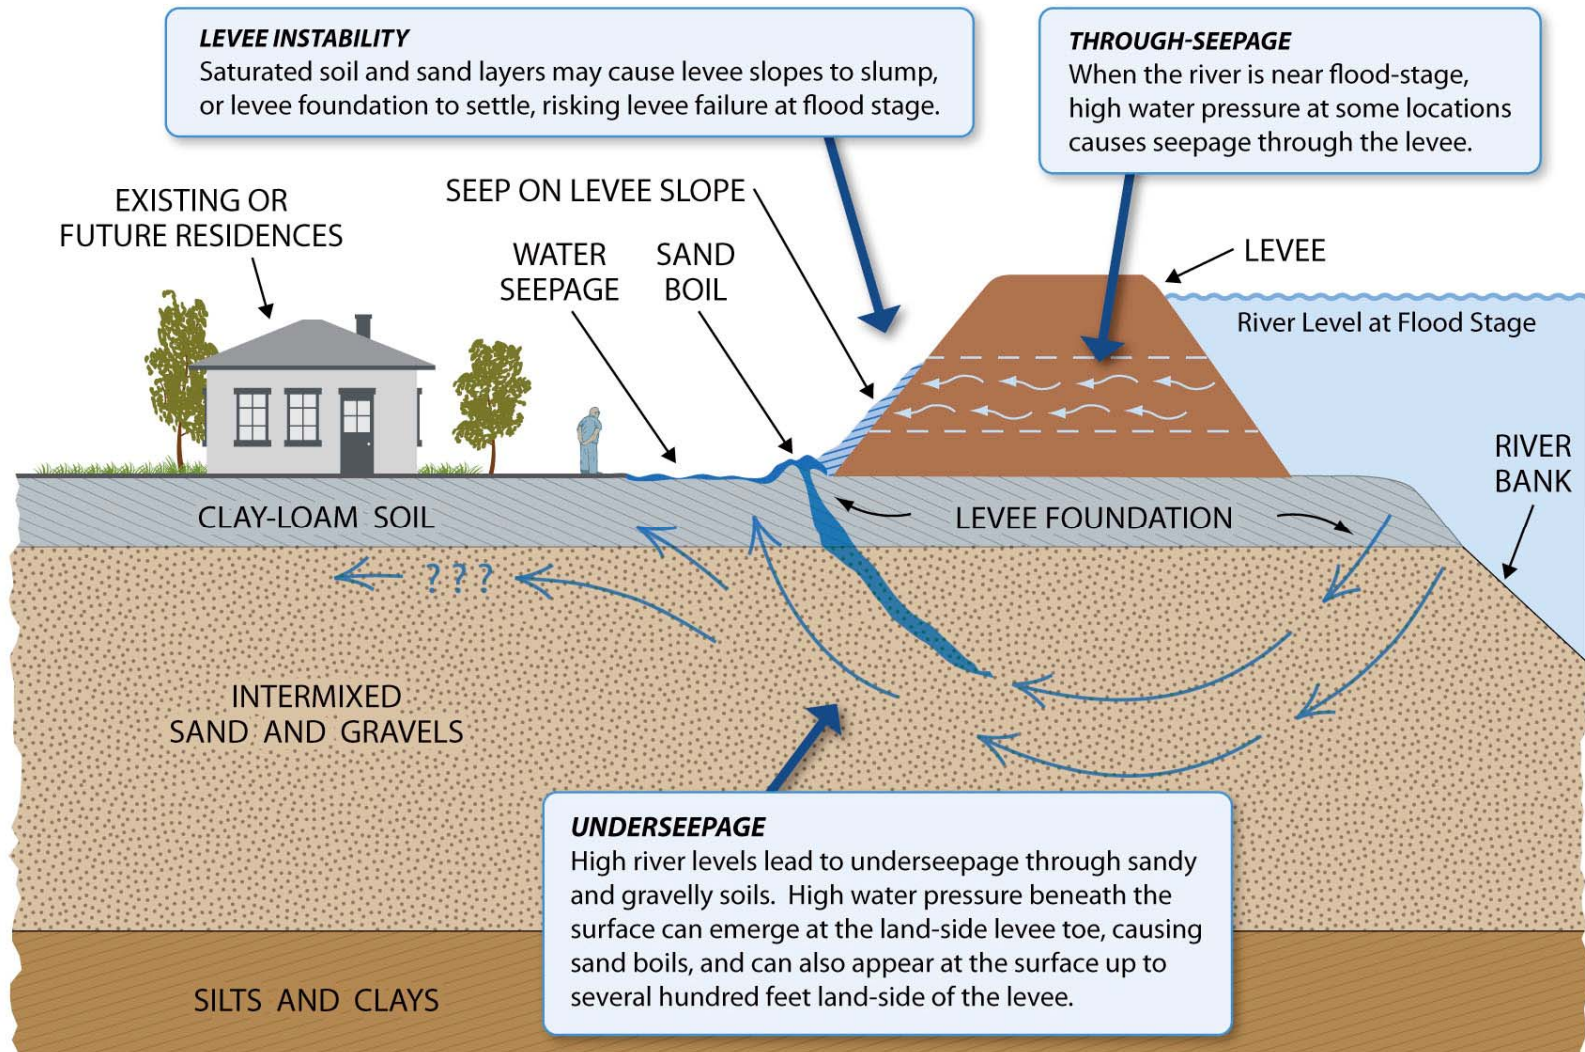 LEVEE INSTABILITY
Saturated soil and sand layers may cause levee slopes to slump,
or levee foundation to settle, risking levee failure at flood stage.
THROUGH-SEEPAGE
When the river is near flood-stage,
high water pressure at some locations
causes seepage through the levee.
EXISTING OR
FUTURE RESIDENCES
SEEP ON LEVEE SLOPE
WATER
SEEPAGE
SAND
BOIL
LEVEE
River Level at Flood Stage
RIVER
BANK
CLAY-LOAM SOIL
LEVEE FOUNDATION
???
INTERMIXED
SAND AND GRAVELS
UNDERSEEPAGE
High river levels lead to underseepage through sandy
and gravelly soils. High water pressure beneath the
surface can emerge at the land-side levee toe, causing
sand boils, and can also appear at the surface up to
several hundred feet land-side of the levee.
SILTS AND CLAYS